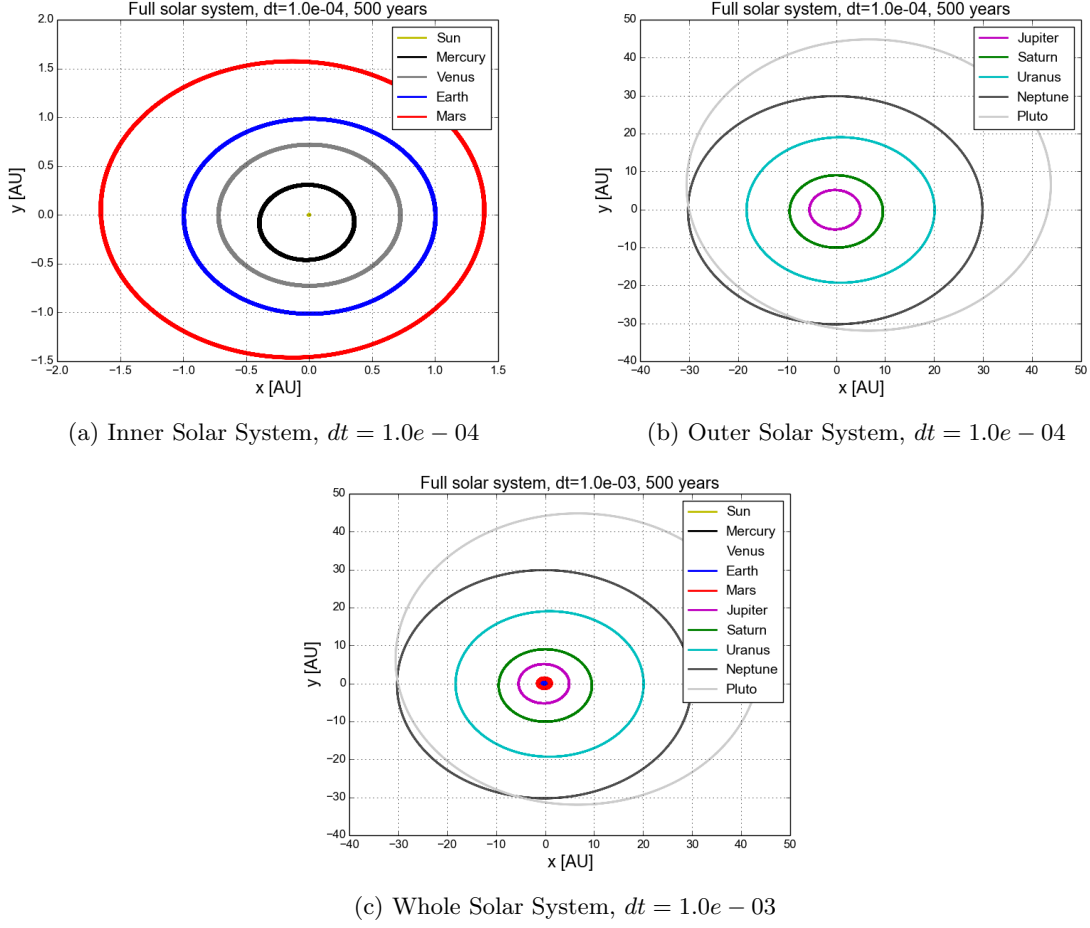 Full solar system, dt=1.0e-04, 500 years
2.0
1.5
1.0
0.5
0.0
−0.5
−1.0
−1.5
y [AU]
Sun
Mercury
Venus
Earth
Mars
−2.0 −1.5 −1.0 −0.5 0.0 0.5 1.0 1.5
x [AU]
(a) Inner Solar System, dt = 1.0e − 04
Full solar system, dt=1.0e-04, 500 years
50
40
30
20
10
0
−10
−20
−30
−40
y [AU]
Jupiter
Saturn
Uranus
Neptune
Pluto
−40 −30 −20 −10 0 10 20 30 40 50
x [AU]
(b) Outer Solar System, dt = 1.0e − 04
Full solar system, dt=1.0e-03, 500 years
50
40
30
20
10
0
−10
−20
−30
−40
y [AU]
Sun
Mercury
Venus
Earth
Mars
Jupiter
Saturn
Uranus
Neptune
Pluto
−40 −30 −20 −10 0 10 20 30 40 50
x [AU]
(c) Whole Solar System, dt = 1.0e − 03